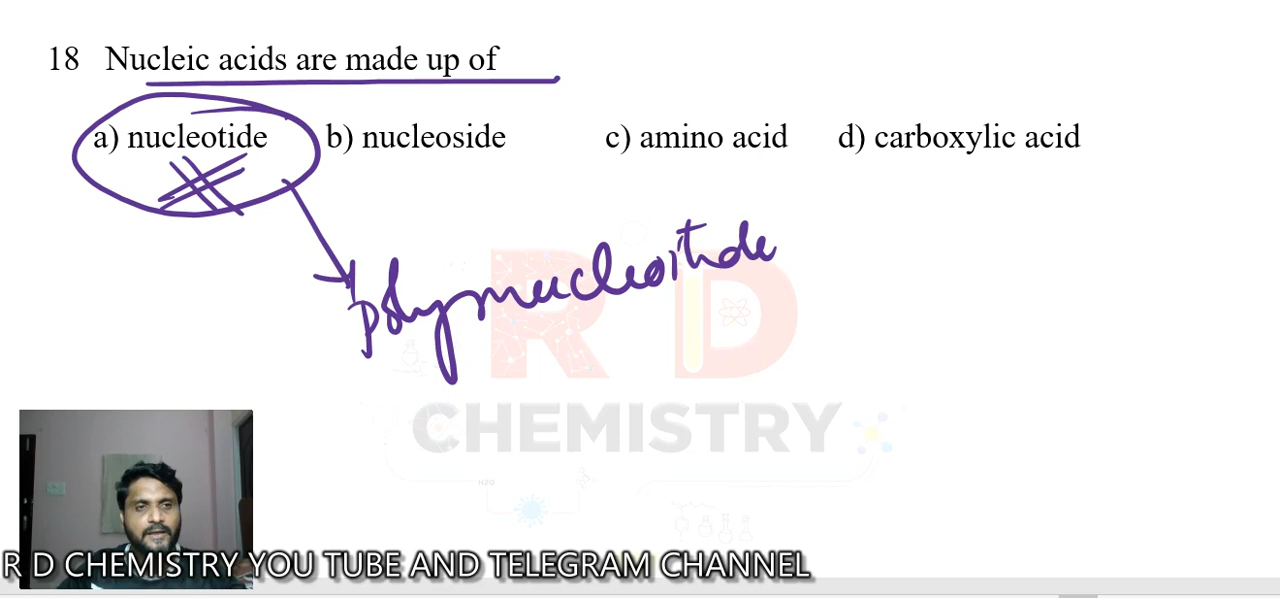 18 Nucleic acids are made up of
a) nucleotide b) nucleoside c) amino acid d) carboxylic acid
polynucleotide
R D
CHEMISTRY
H2O
R D CHEMISTRY YOU TUBE AND TELEGRAM CHANNEL